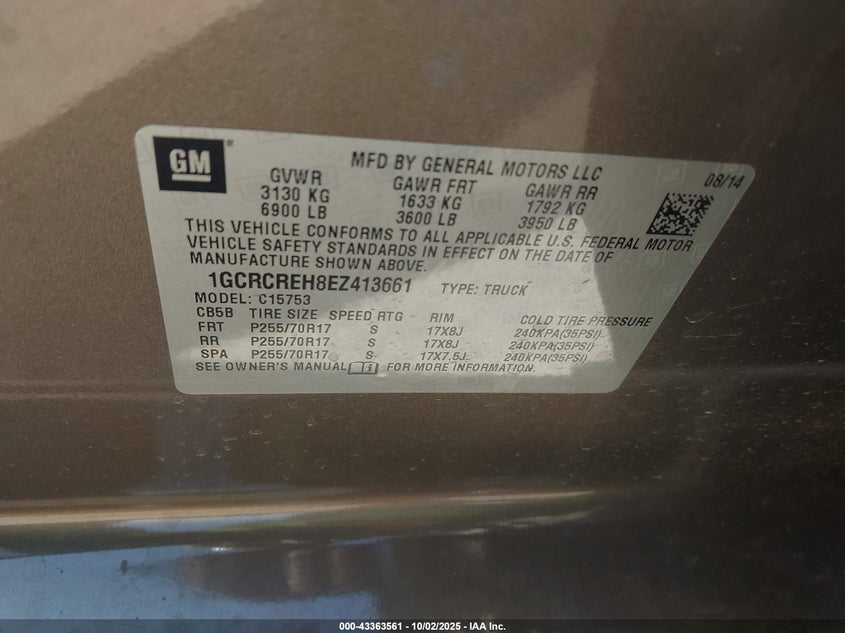 GM
MFD BY GENERAL MOTORS LLC
08/14
GVWR GAWR FRT GAWR RR
3130 KG 1633 KG 1792 KG
6900 LB 3600 LB 3950 LB
THIS VEHICLE CONFORMS TO ALL APPLICABLE U.S. FEDERAL MOTOR
VEHICLE SAFETY STANDARDS IN EFFECT ON THE DATE OF
MANUFACTURE SHOWN ABOVE.
1GCRCREH8EZ413661 TYPE: TRUCK
MODEL: C15753
CB5B TIRE SIZE SPEED RTG RIM COLD TIRE PRESSURE
FRT P255/70R17 S 17X8J 240KPA(35PSI)
RR P255/70R17 S 17X8J 240KPA(35PSI)
SPA P255/70R17 S 17X7.5J 240KPA(35PSI)
SEE OWNER'S MANUAL FOR MORE INFORMATION.
000-43363561 - 10/02/2025 - IAA Inc.